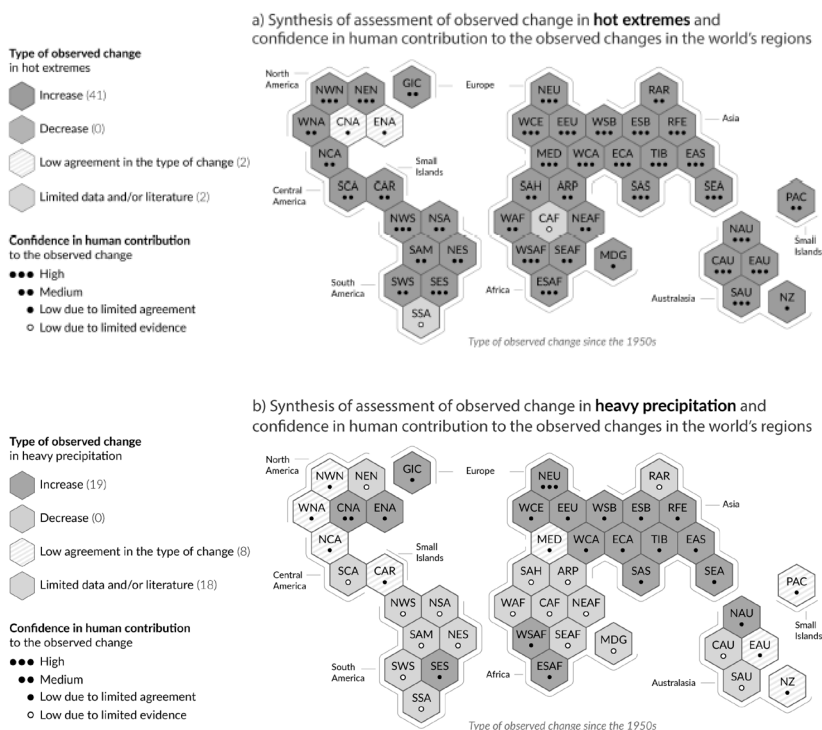 a) Synthesis of assessment of observed change in hot extremes and
confidence in human contribution to the observed changes in the world's regions
Type of observed change
in hot extremes
Increase (41)
Decrease (0)
Low agreement in the type of change (2)
Limited data and/or literature (2)
Confidence in human contribution
to the observed change
High
Medium
Low due to limited agreement
Low due to limited evidence
North
America
NWN NEN GIC
WNA CNA ENA
NCA
SCA CAR
Small
Islands
Central
America
NWS NSA
SAM NES
SWS SES
SSA
South
America
Europe
NEU RAR
WCE EEU WSB ESB RFE
Asia
MED WCA ECA TIB EAS
SAH ARP SAS SEA
WAF CAF NEAF
WSAF SEAF MDG
ESAF
Africa
PAC
Small
Islands
NAU
CAU EAU
SAU NZ
Australasia
Type of observed change since the 1950s
b) Synthesis of assessment of observed change in heavy precipitation and
confidence in human contribution to the observed changes in the world's regions
Type of observed change
in heavy precipitation
Increase (19)
Decrease (0)
Low agreement in the type of change (8)
Limited data and/or literature (18)
Confidence in human contribution
to the observed change
High
Medium
Low due to limited agreement
Low due to limited evidence
North
America
NWN NEN GIC
WNA CNA ENA
NCA
SCA CAR
Small
Islands
Central
America
NWS NSA
SAM NES
SWS SES
SSA
South
America
Europe
NEU RAR
WCE EEU WSB ESB RFE
Asia
MED WCA ECA TIB EAS
SAH ARP SAS SEA
WAF CAF NEAF
WSAF SEAF MDG
ESAF
Africa
PAC
Small
Islands
NAU
CAU EAU
SAU NZ
Australasia
Type of observed change since the 1950s